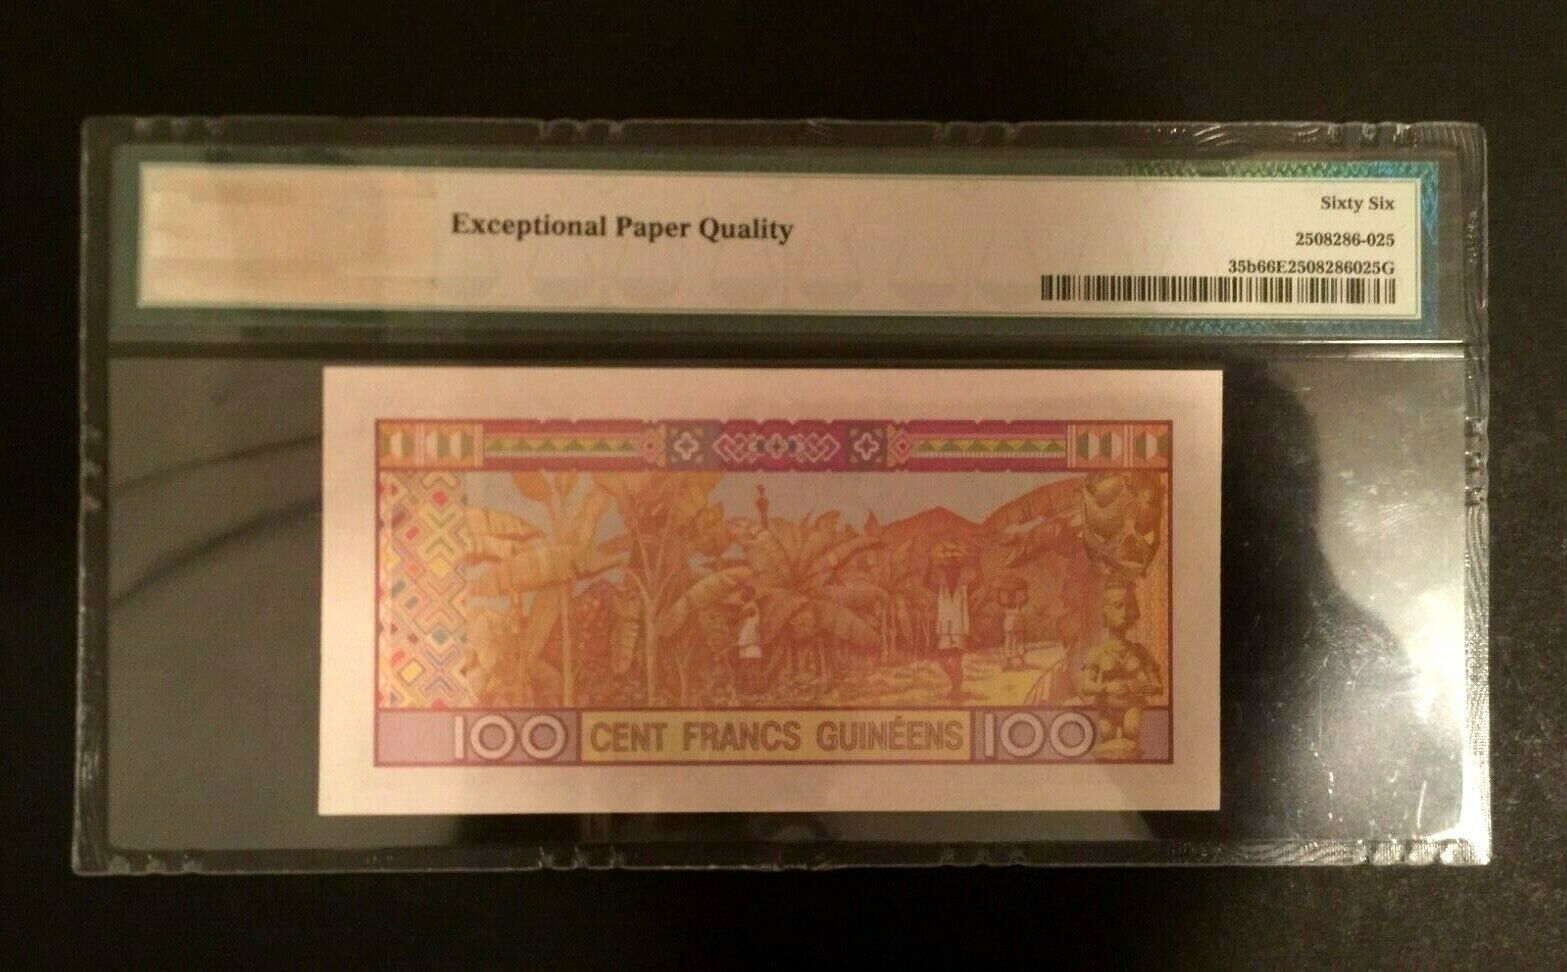 Exceptional Paper Quality
Sixty Six
2508286-025
35b66E2508286025G
100 CENT FRANCS GUINÉENS 100